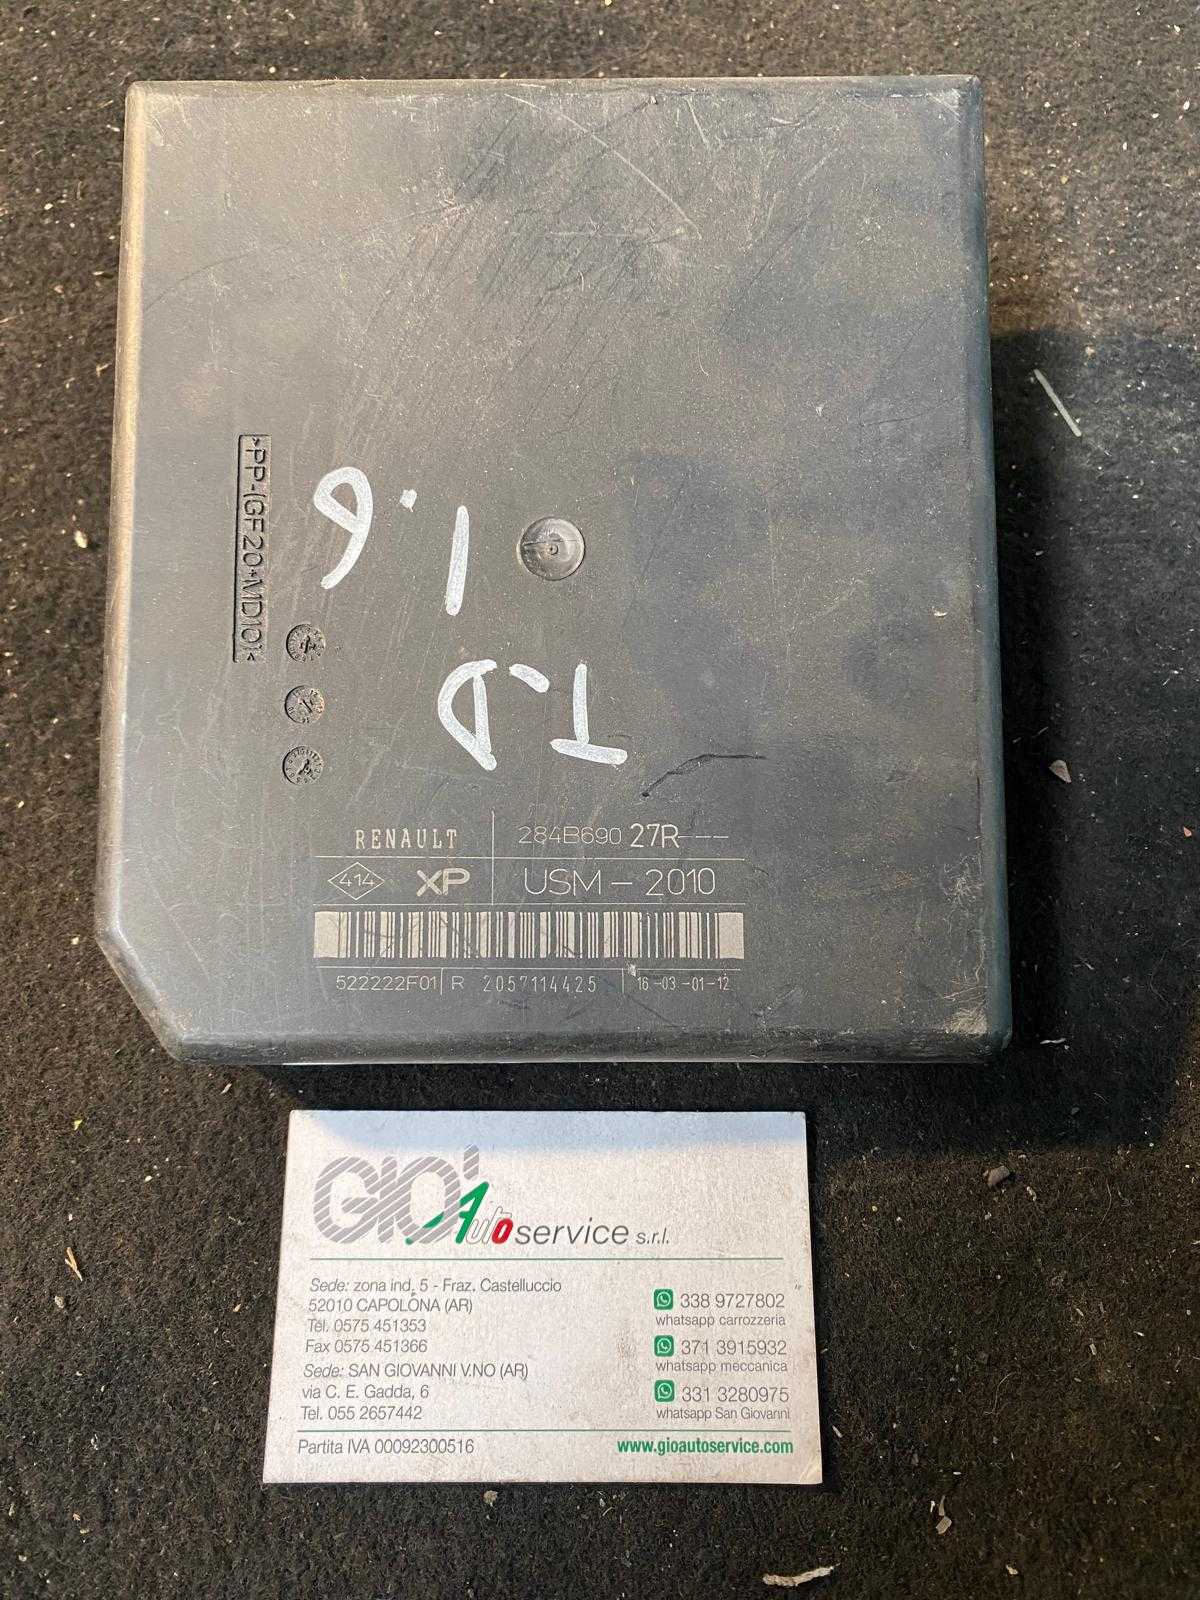 >PP-(GF20+MD10)<
1.6
T.D
RENAULT 284B690 27R---
414 XP USM-2010
522222F01 R 2057114425 16-03-01-12
GIO' Auto service s.r.l.
Sede: zona ind. 5 - Fraz. Castelluccio
52010 CAPOLONA (AR)
Tel. 0575 451353
Fax 0575 451366
Sede: SAN GIOVANNI V.NO (AR)
via C. E. Gadda, 6
Tel. 055 2657442
338 9727802
whatsapp carrozzeria
371 3915932
whatsapp meccanica
331 3280975
whatsapp San Giovanni
Partita IVA 00092300516
www.gioautoservice.com